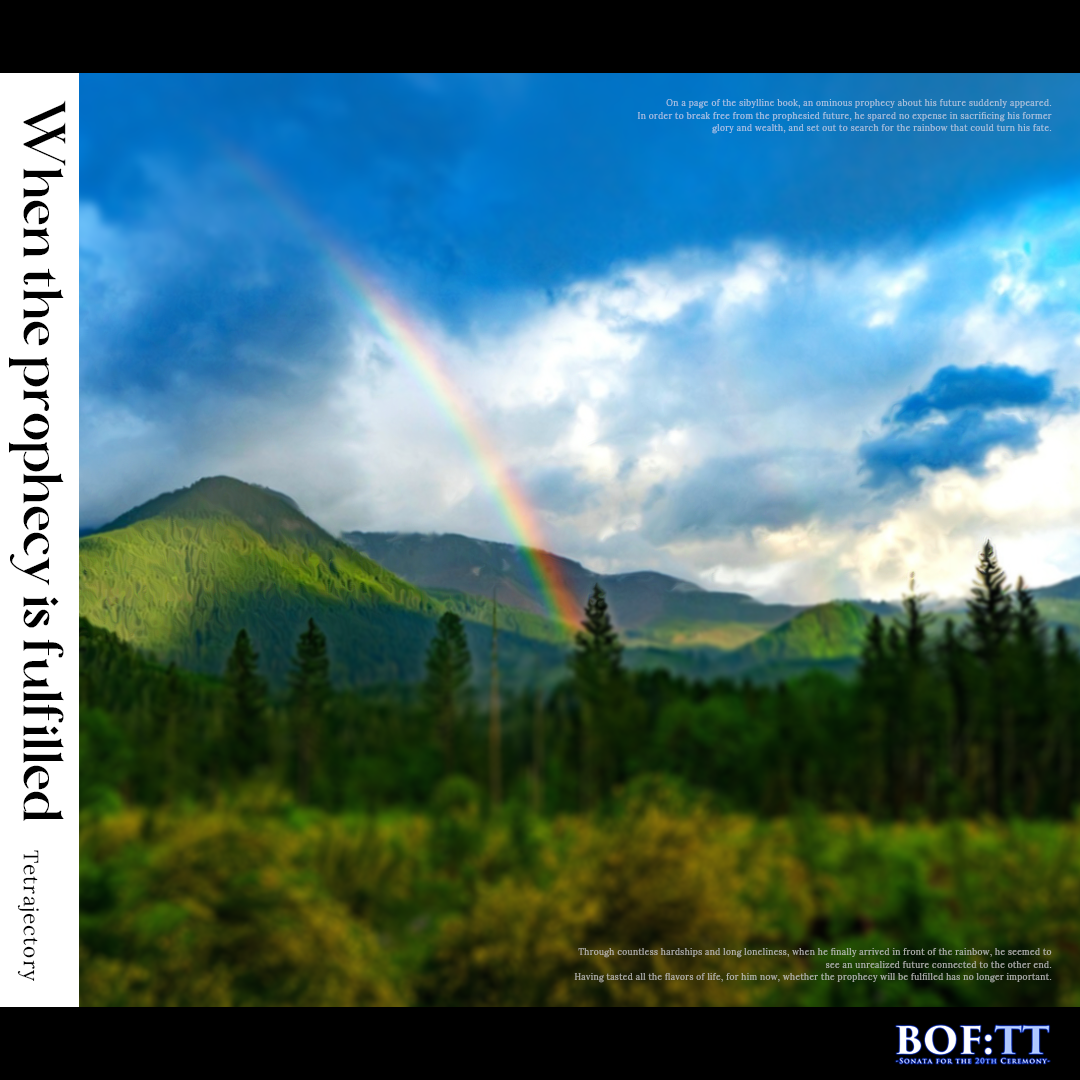 When the prophecy is fulfilled
Tetrajectory
On a page of the sibylline book, an ominous prophecy about his future suddenly appeared.
In order to break free from the prophesied future, he spared no expense in sacrificing his former
glory and wealth, and set out to search for the rainbow that could turn his fate.
Through countless hardships and long loneliness, when he finally arrived in front of the rainbow, he seemed to
see an unrealized future connected to the other end.
Having tasted all the flavors of life, for him now, whether the prophecy will be fulfilled has no longer important.
BOF:TT
-Sonata for the 20th Ceremony-